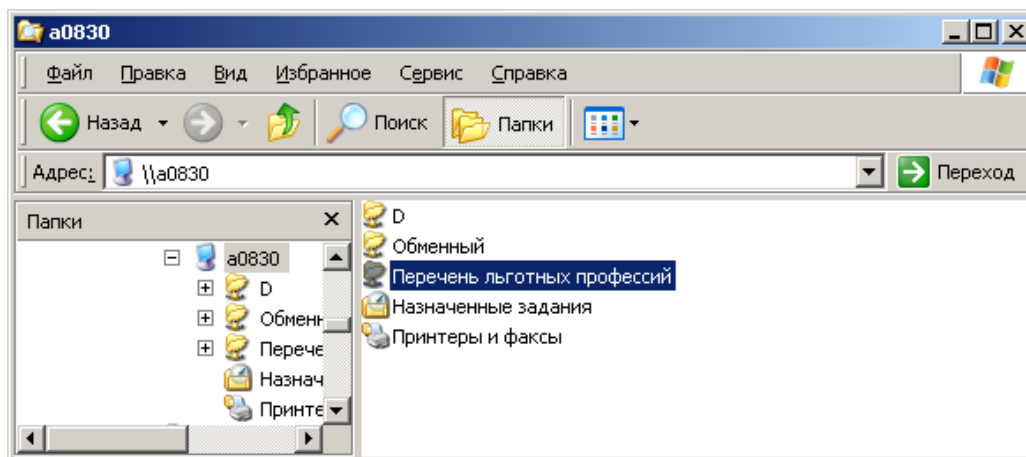 a0830
Файл Правка Вид Избранное Сервис Справка
Назад Поиск Папки
Адрес: \\a0830 Переход
Папки
a0830
D
Обменн
Перече
Назнач
Принте
D
Обменный
Перечень льготных профессий
Назначенные задания
Принтеры и факсы